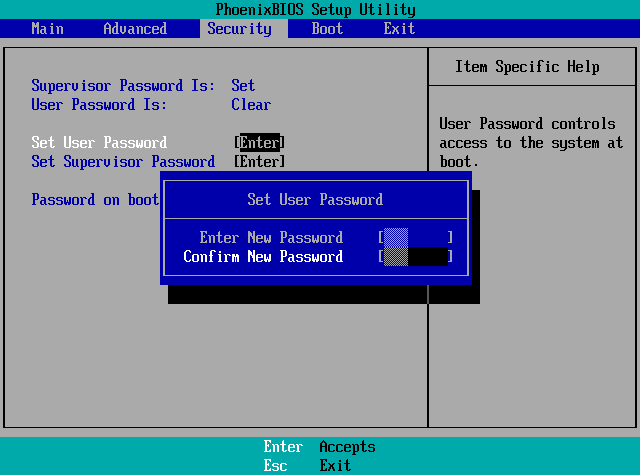 PhoenixBIOS Setup Utility
Main Advanced Security Boot Exit
Item Specific Help
Supervisor Password Is: Set
User Password Is: Clear
Set User Password [Enter]
Set Supervisor Password [Enter]
Password on boot
User Password controls
access to the system at
boot.
Set User Password
Enter New Password [ ]
Confirm New Password [ ]
Enter Accepts
Esc Exit